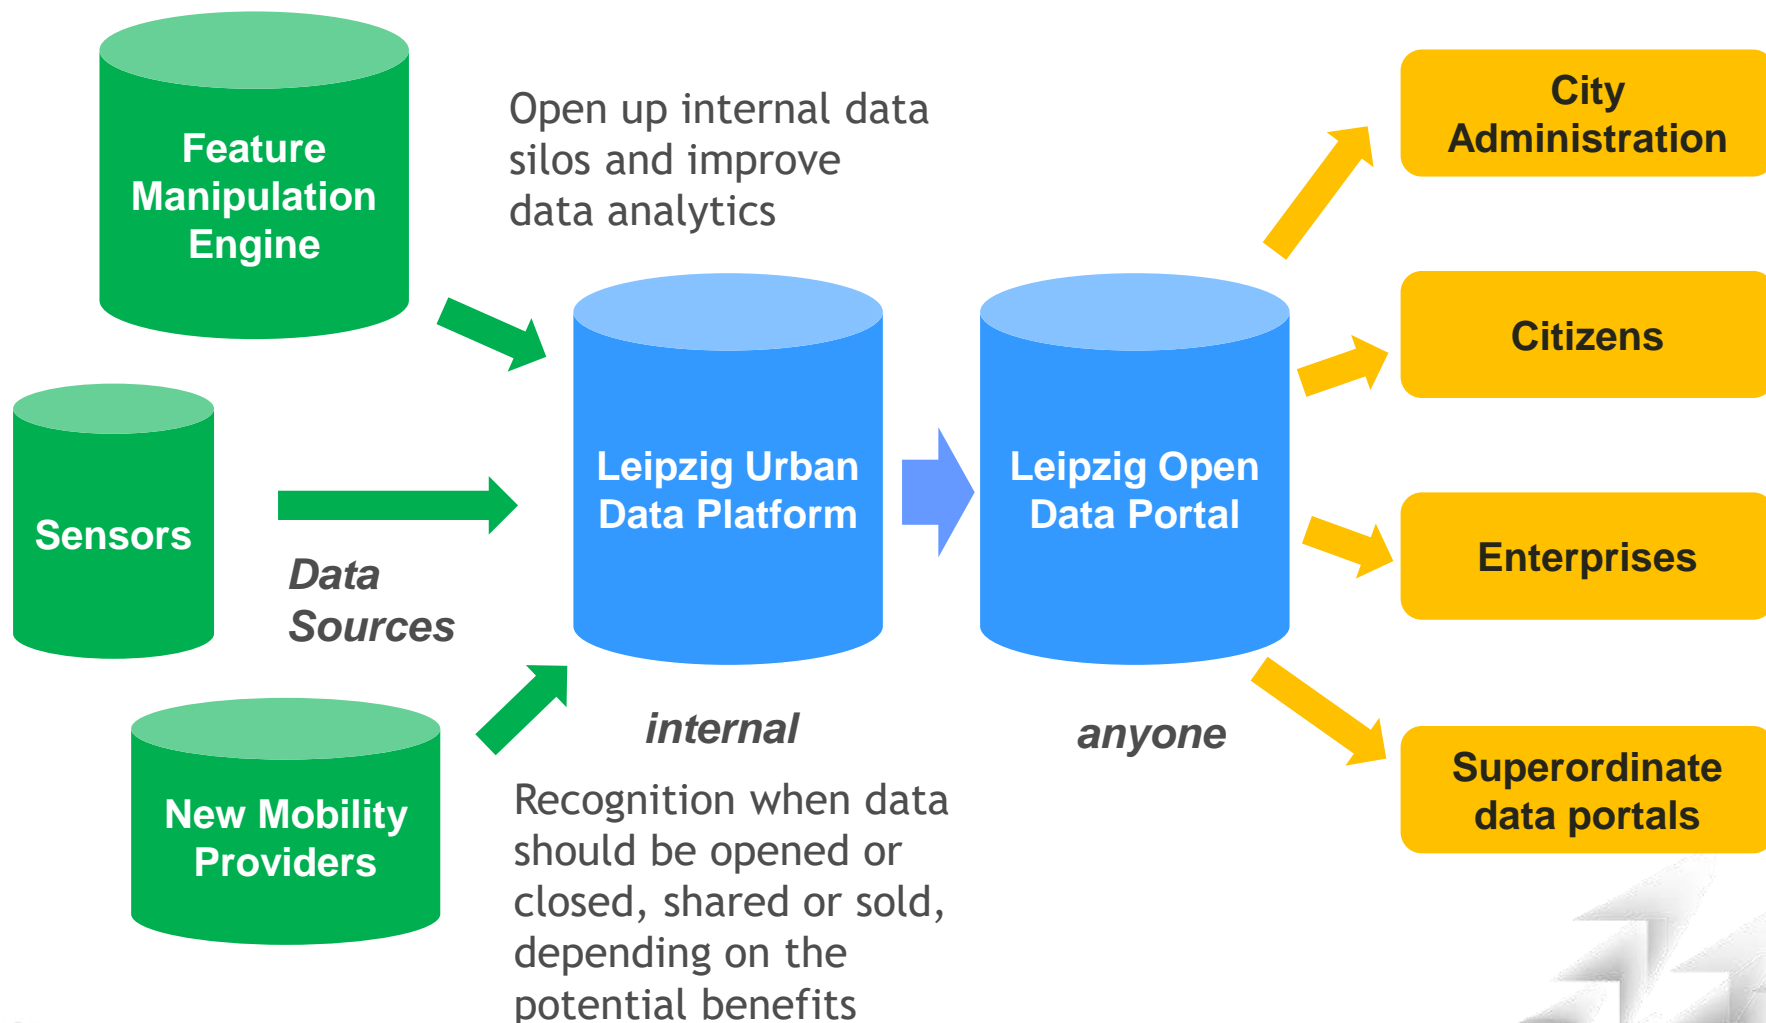 Feature
Manipulation
Engine
Open up internal data
silos and improve
data analytics
City
Administration
Citizens
Sensors
Data
Sources
Leipzig Urban
Data Platform
Leipzig Open
Data Portal
Enterprises
New Mobility
Providers
internal
anyone
Superordinate
data portals
Recognition when data
should be opened or
closed, shared or sold,
depending on the
potential benefits